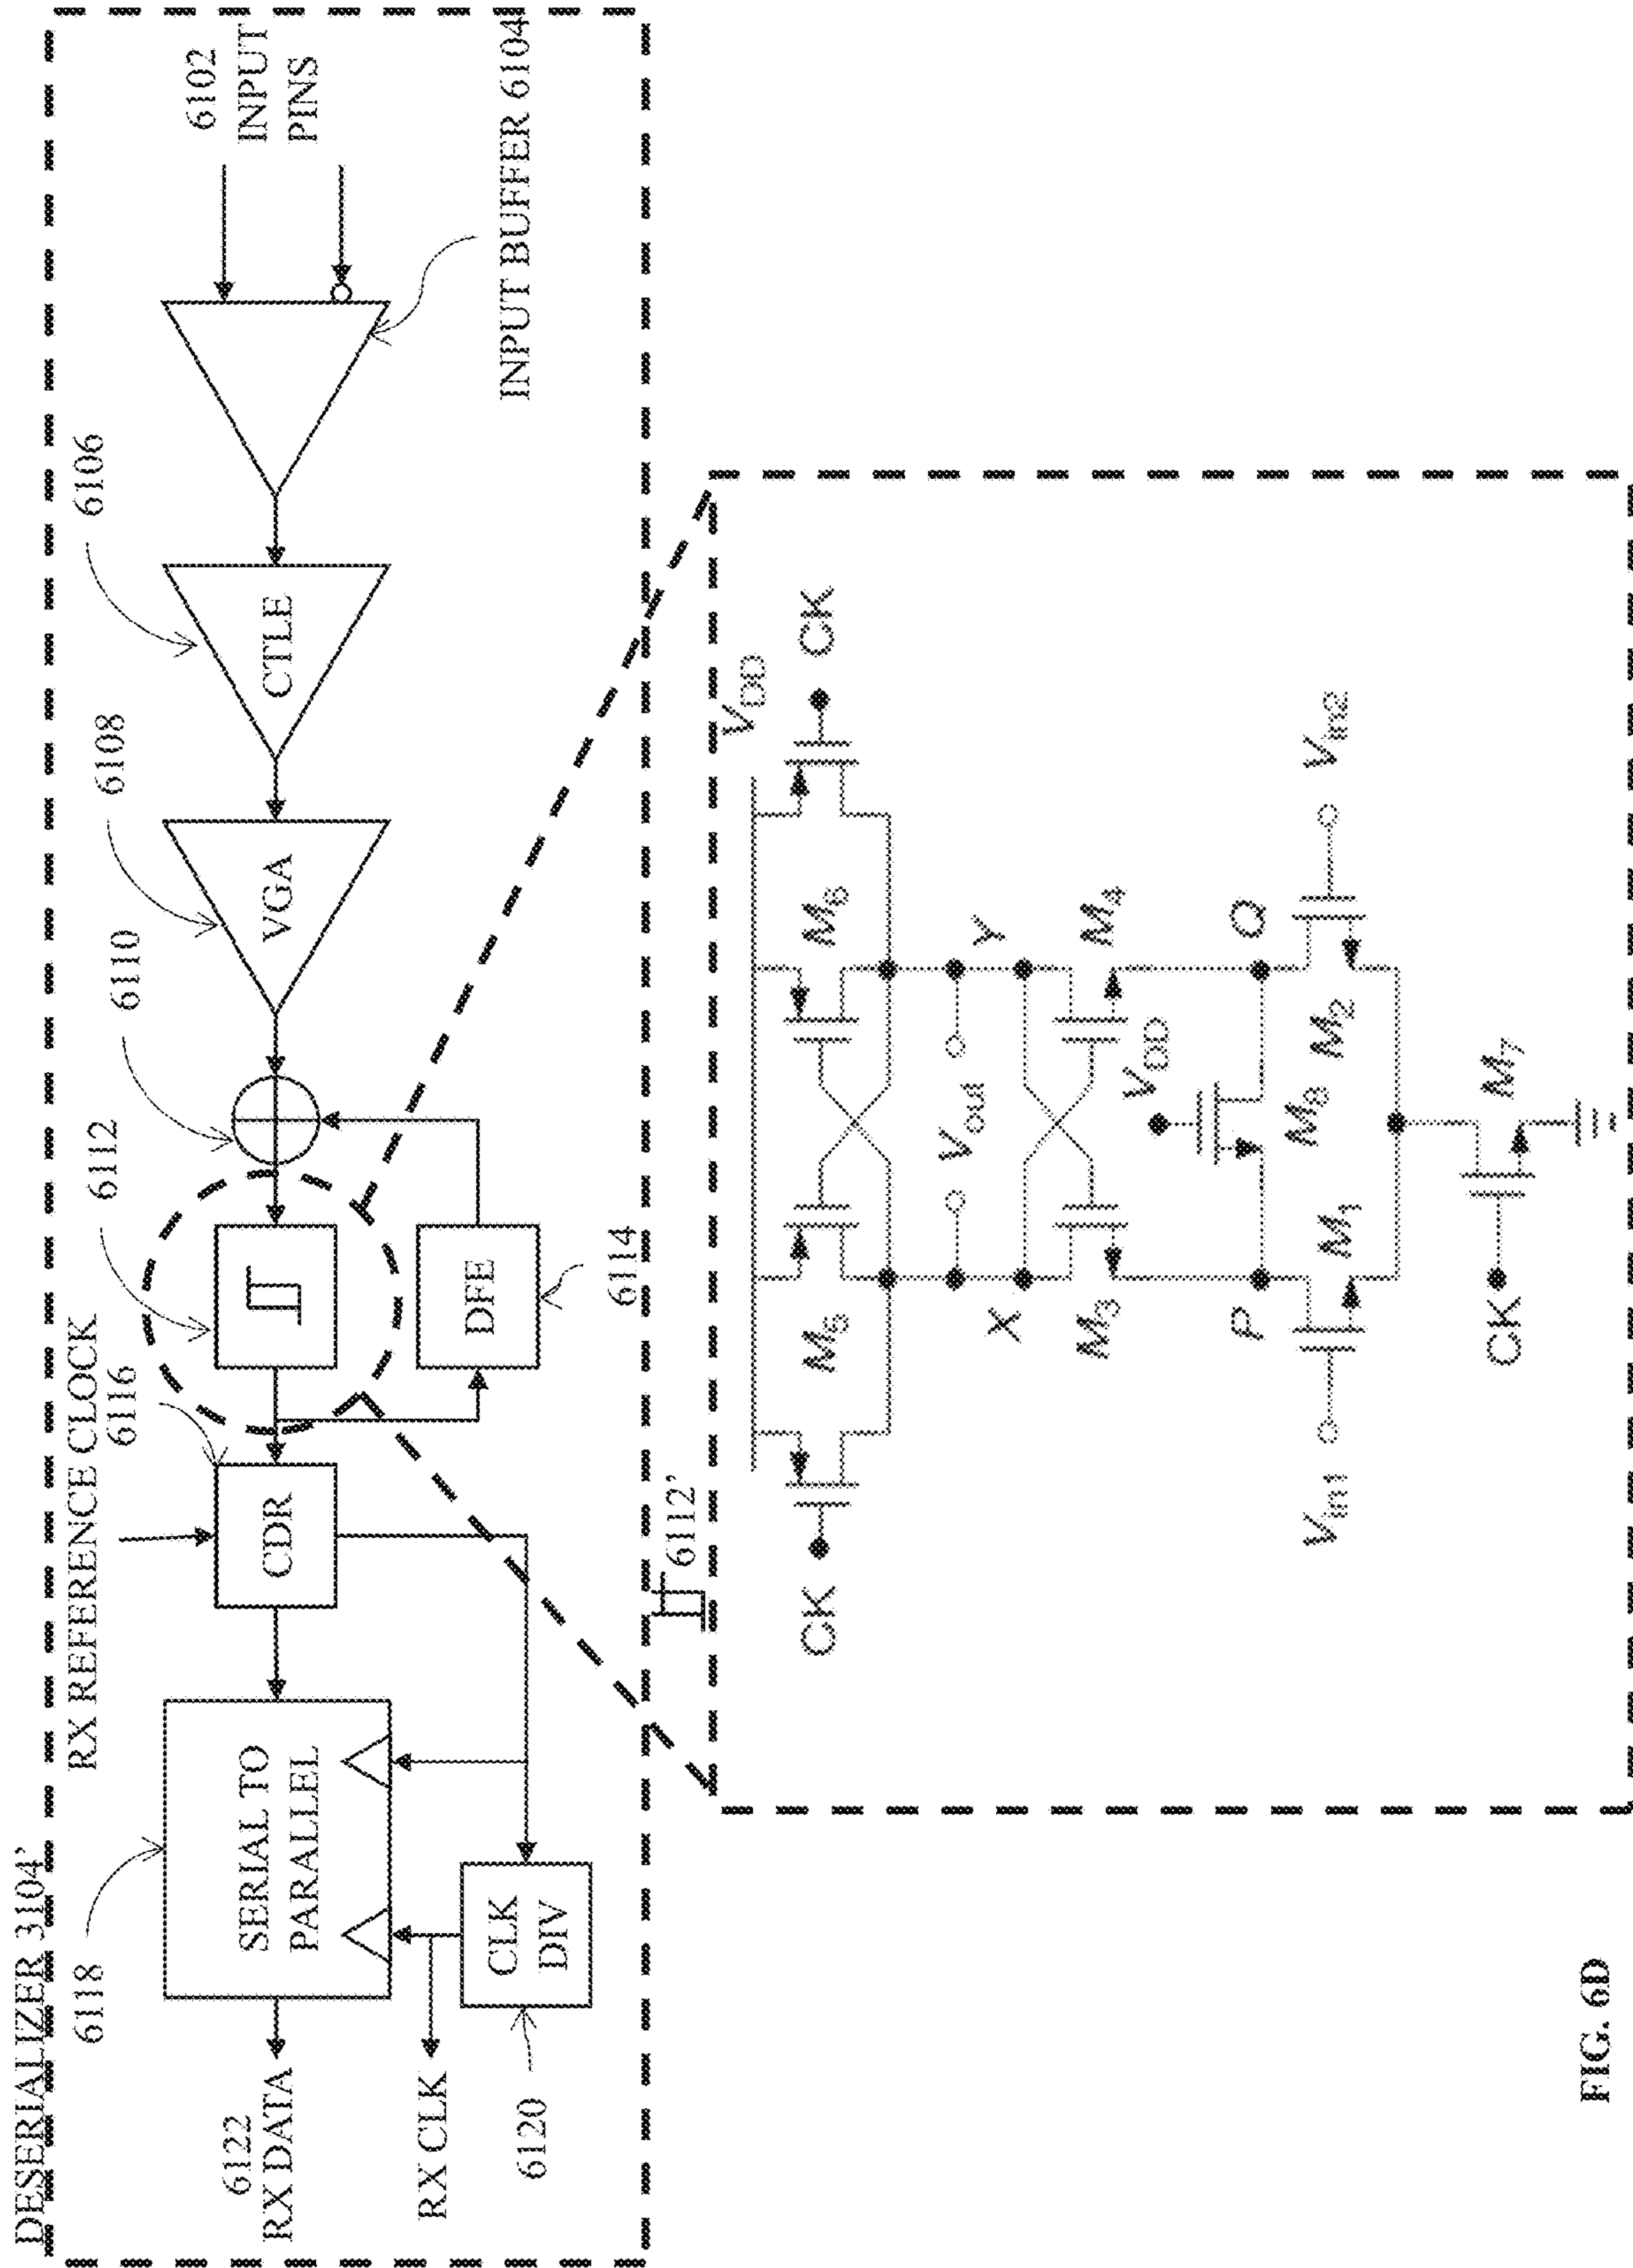 DESERIALIZER 3104'
RX REFERENCE CLOCK
6118
6116
6112
6110
6108
6106
6102
INPUT
PINS
6122
RX DATA
SERIAL TO
PARALLEL
CDR
VGA
CTLE
RX CLK
CLK
DIV
DFE
6120
6114
INPUT BUFFER 6104
6112'
V_DD
CK
CK
M_5
M_6
X
V_out
Y
M_3
M_4
V_DD
P
Q
M_8
V_in1
M_1
M_2
V_in2
CK
M_7
FIG. 6D